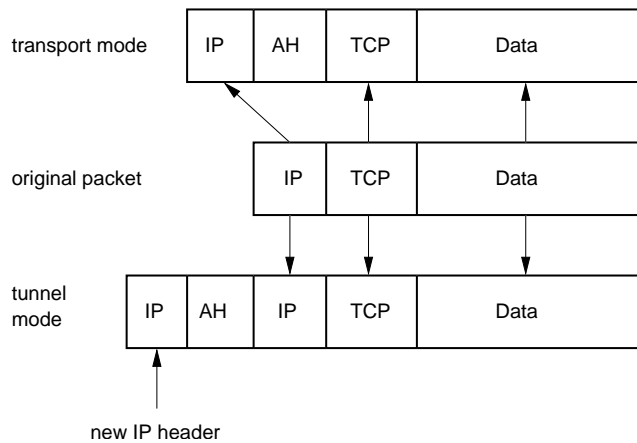 transport mode IP AH TCP Data
original packet IP TCP Data
tunnel
mode
IP AH IP TCP Data
new IP header